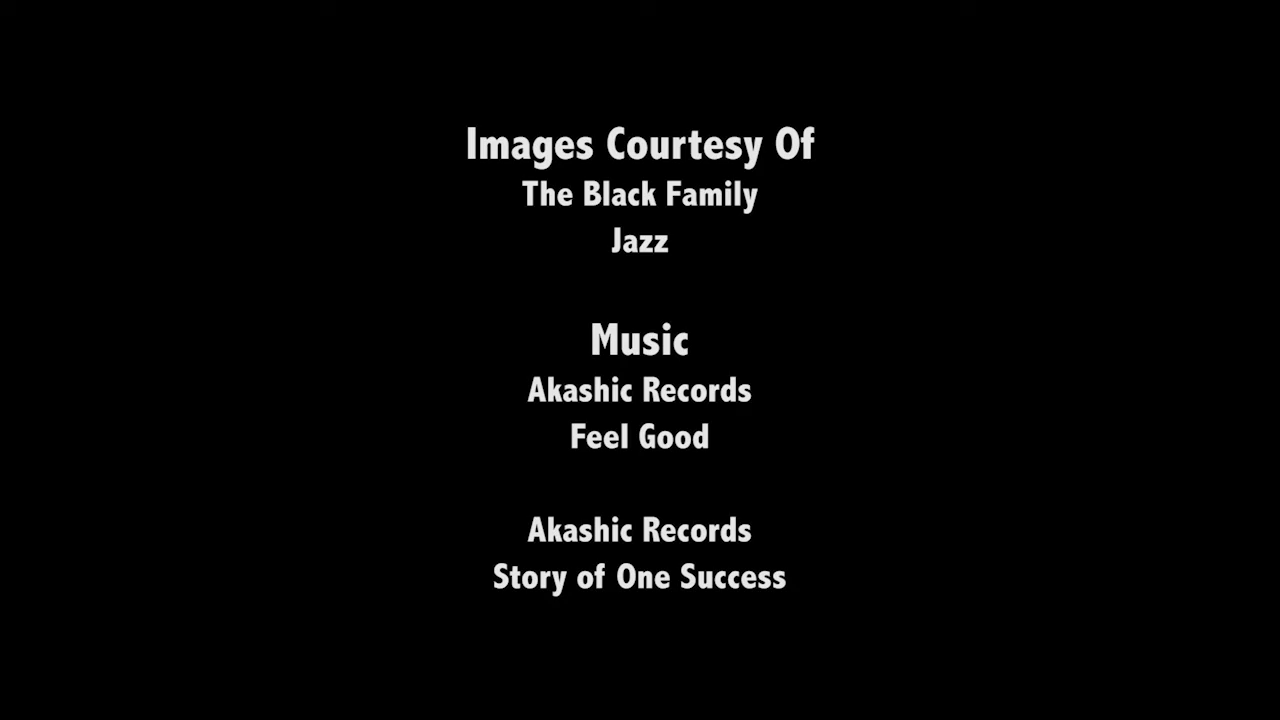 Images Courtesy Of
The Black Family
Jazz
Music
Akashic Records
Feel Good
Akashic Records
Story of One Success